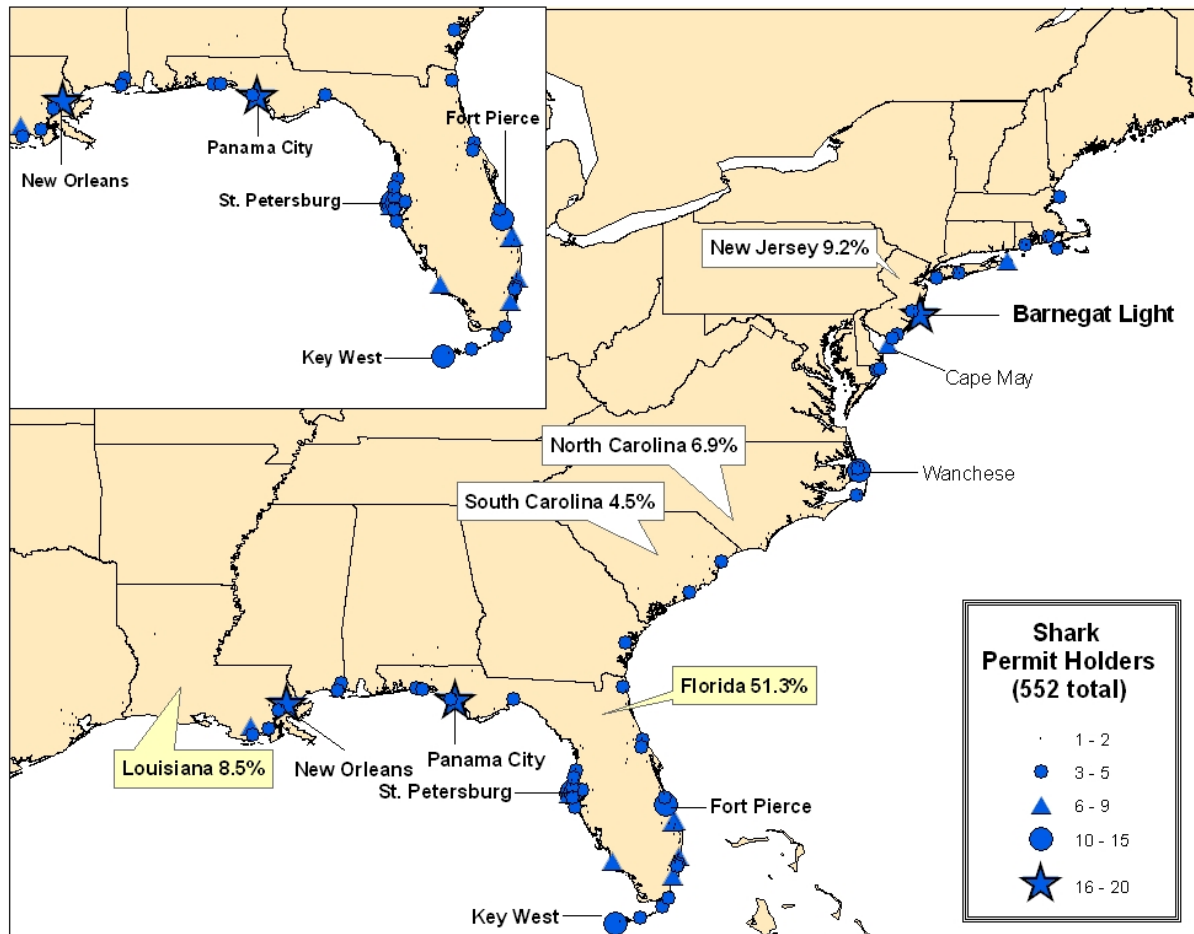 Fort Pierce
Panama City
New Orleans
St. Petersburg
Key West
New Jersey 9.2%
Barnegat Light
Cape May
North Carolina 6.9%
Wanchese
South Carolina 4.5%
Florida 51.3%
Louisiana 8.5%
New Orleans
Panama City
St. Petersburg
Fort Pierce
Key West
Shark
Permit Holders
(552 total)
1 - 2
3 - 5
6 - 9
10 - 15
16 - 20